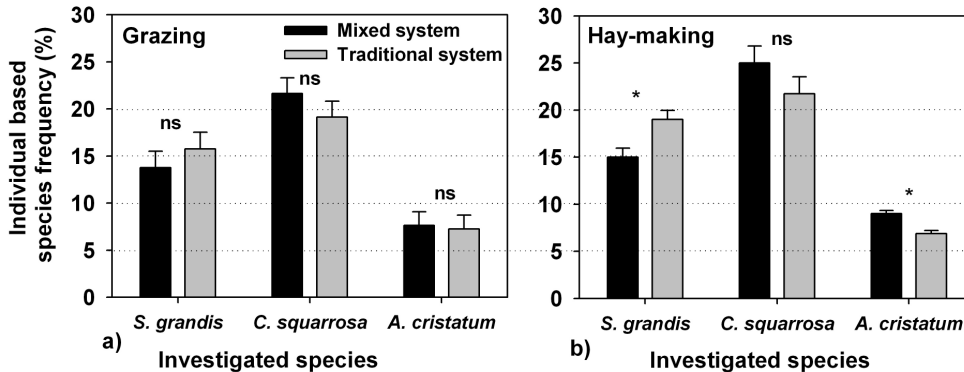 Individual based
species frequency (%)
30
25
20
15
10
5
0
Grazing
Mixed system
Traditional system
ns
ns
ns
S. grandis
C. squarrosa
A. cristatum
a)
Investigated species
30
25
20
15
10
5
0
Hay-making
*
ns
*
S. grandis
C. squarrosa
A. cristatum
b)
Investigated species